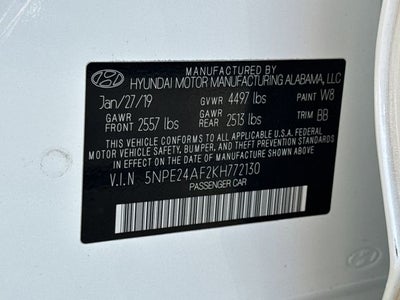 MANUFACTURED BY
HYUNDAI MOTOR MANUFACTURING ALABAMA, LLC
Jan/27/19 GVWR 4497 lbs PAINT W8
GAWR FRONT 2557 lbs GAWR REAR 2513 lbs TRIM BB
THIS VEHICLE CONFORMS TO ALL APPLICABLE U.S.A. FEDERAL
MOTOR VEHICLE SAFETY, BUMPER, AND THEFT PREVENTION STANDARDS
IN EFFECT ON THE DATE OF MANUFACTURE SHOWN ABOVE.
V.I.N 5NPE24AF2KH772130
PASSENGER CAR